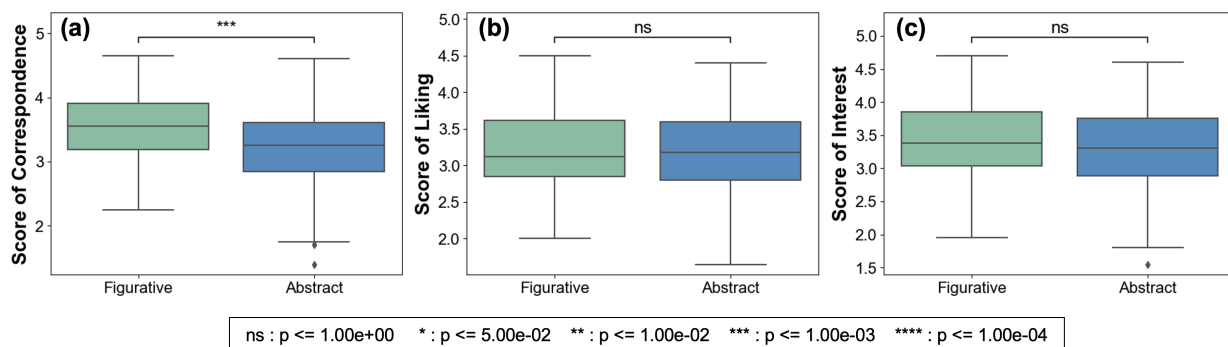 (a)
***
Score of Correspondence
5
4
3
2
Figurative Abstract
(b)
ns
Score of Liking
5.0
4.5
4.0
3.5
3.0
2.5
2.0
Figurative Abstract
(c)
ns
Score of Interest
5.0
4.5
4.0
3.5
3.0
2.5
2.0
1.5
Figurative Abstract
ns : p <= 1.00e+00 * : p <= 5.00e-02 ** : p <= 1.00e-02 *** : p <= 1.00e-03 **** : p <= 1.00e-04